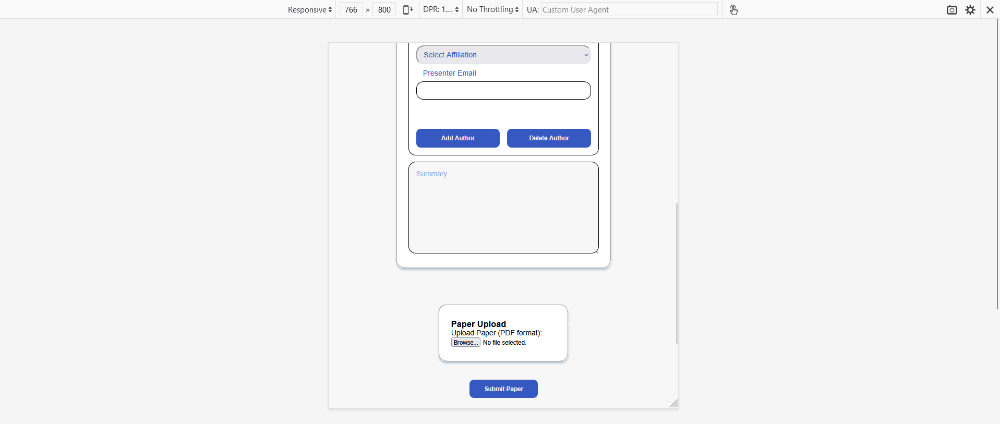 Responsive 766 × 800 DPR: 1.... No Throttling UA: Custom User Agent
Select Affiliation
Presenter Email
Add Author Delete Author
Summary
Paper Upload
Upload Paper (PDF format):
Browse... No file selected.
Submit Paper